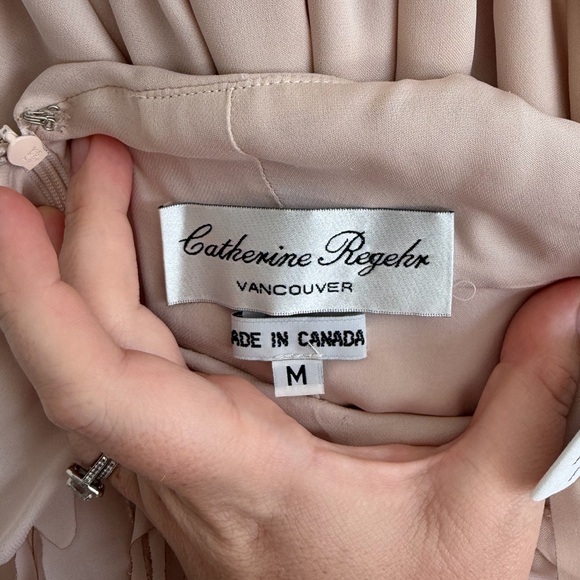 Catherine Regehr
VANCOUVER
ADE IN CANADA
M